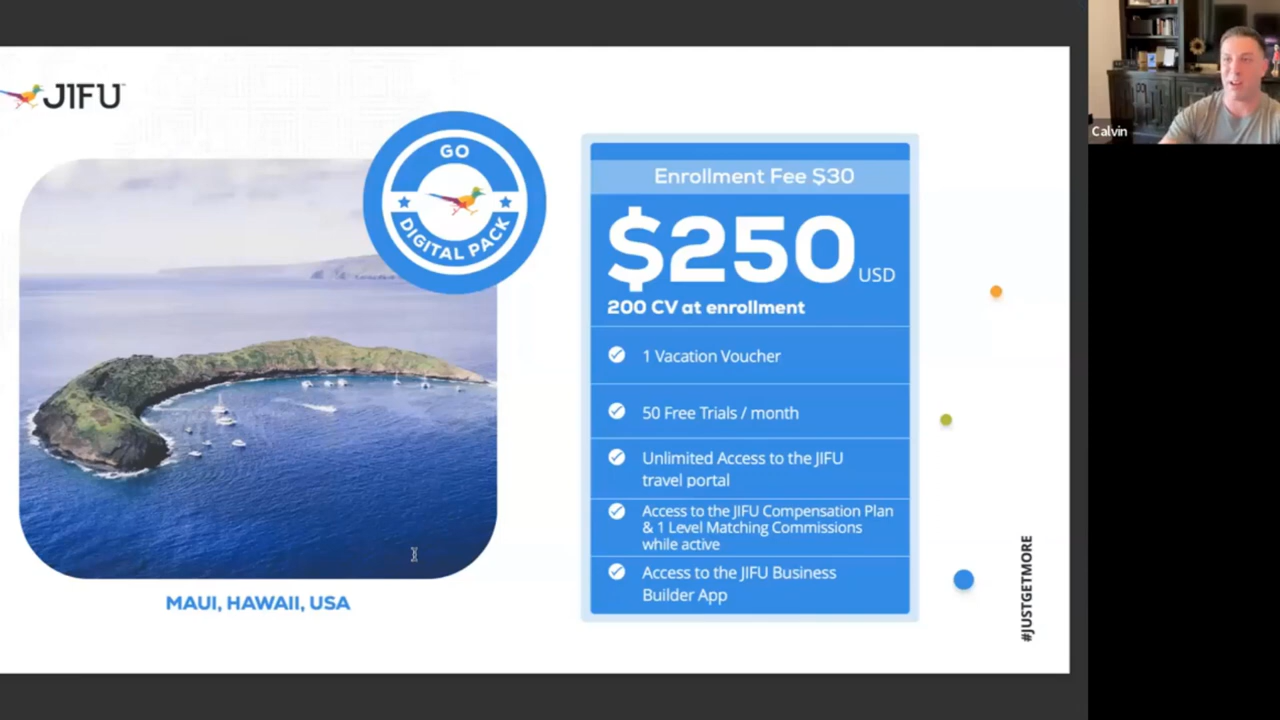 JIFU
GO
DIGITAL PACK
MAUI, HAWAII, USA
Enrollment Fee $30
$250 USD
200 CV at enrollment
1 Vacation Voucher
50 Free Trials / month
Unlimited Access to the JIFU
travel portal
Access to the JIFU Compensation Plan
& 1 Level Matching Commissions
while active
Access to the JIFU Business
Builder App
#JUSTGETMORE
Calvin